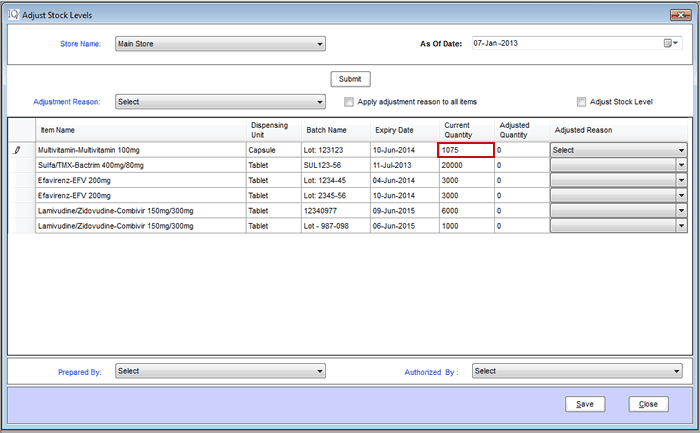 IQ Adjust Stock Levels
Store Name: Main Store As Of Date: 07-Jan -2013
Submit
Adjustment Reason: Select Apply adjustment reason to all items Adjust Stock Level
Item Name Dispensing Unit Batch Name Expiry Date Current Quantity Adjusted Quantity Adjusted Reason
Multivitamin-Multivitamin 100mg Capsule Lot: 123123 10-Jun-2014 1075 0 Select
Sulfa/TMX-Bactrim 400mg/80mg Tablet SUL123-56 11-Jul-2013 20000 0
Efavirenz-EFV 200mg Tablet Lot: 1234-45 04-Jun-2014 3000 0
Efavirenz-EFV 200mg Tablet Lot: 2345-56 10-Jun-2014 3000 0
Lamivudine/Zidovudine-Combivir 150mg/300mg Tablet 12340977 09-Jun-2015 6000 0
Lamivudine/Zidovudine-Combivir 150mg/300mg Tablet Lot - 987-098 06-Jun-2015 1000 0
Prepared By: Select Authorized By : Select
Save Close